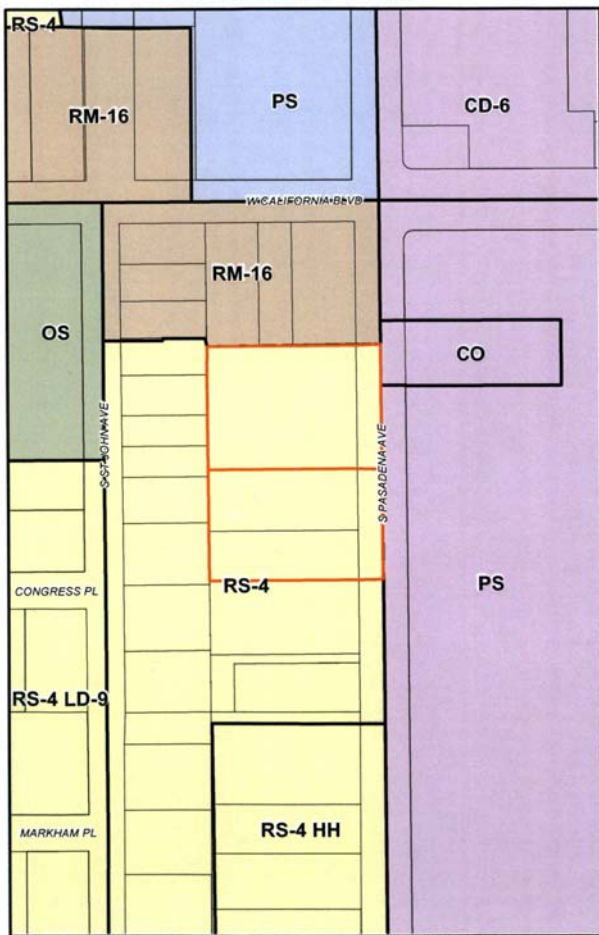 RS-4
RM-16
PS
CD-6
W CALIFORNIA BLVD
RM-16
OS
CO
S ST JOHN AVE
S PASADENA AVE
CONGRESS PL
RS-4
PS
RS-4 LD-9
MARKHAM PL
RS-4 HH